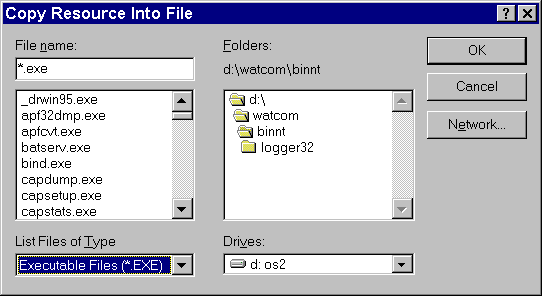 Copy Resource Into File
File name:
*.exe
_drwin95.exe
apf32dmp.exe
apfcvt.exe
batserv.exe
bind.exe
capdump.exe
capsetup.exe
capstats.exe
List Files of Type
Executable Files (*.EXE)
Folders:
d:\watcom\binnt
d:\
watcom
binnt
logger32
Drives:
d: os2
OK
Cancel
Network...